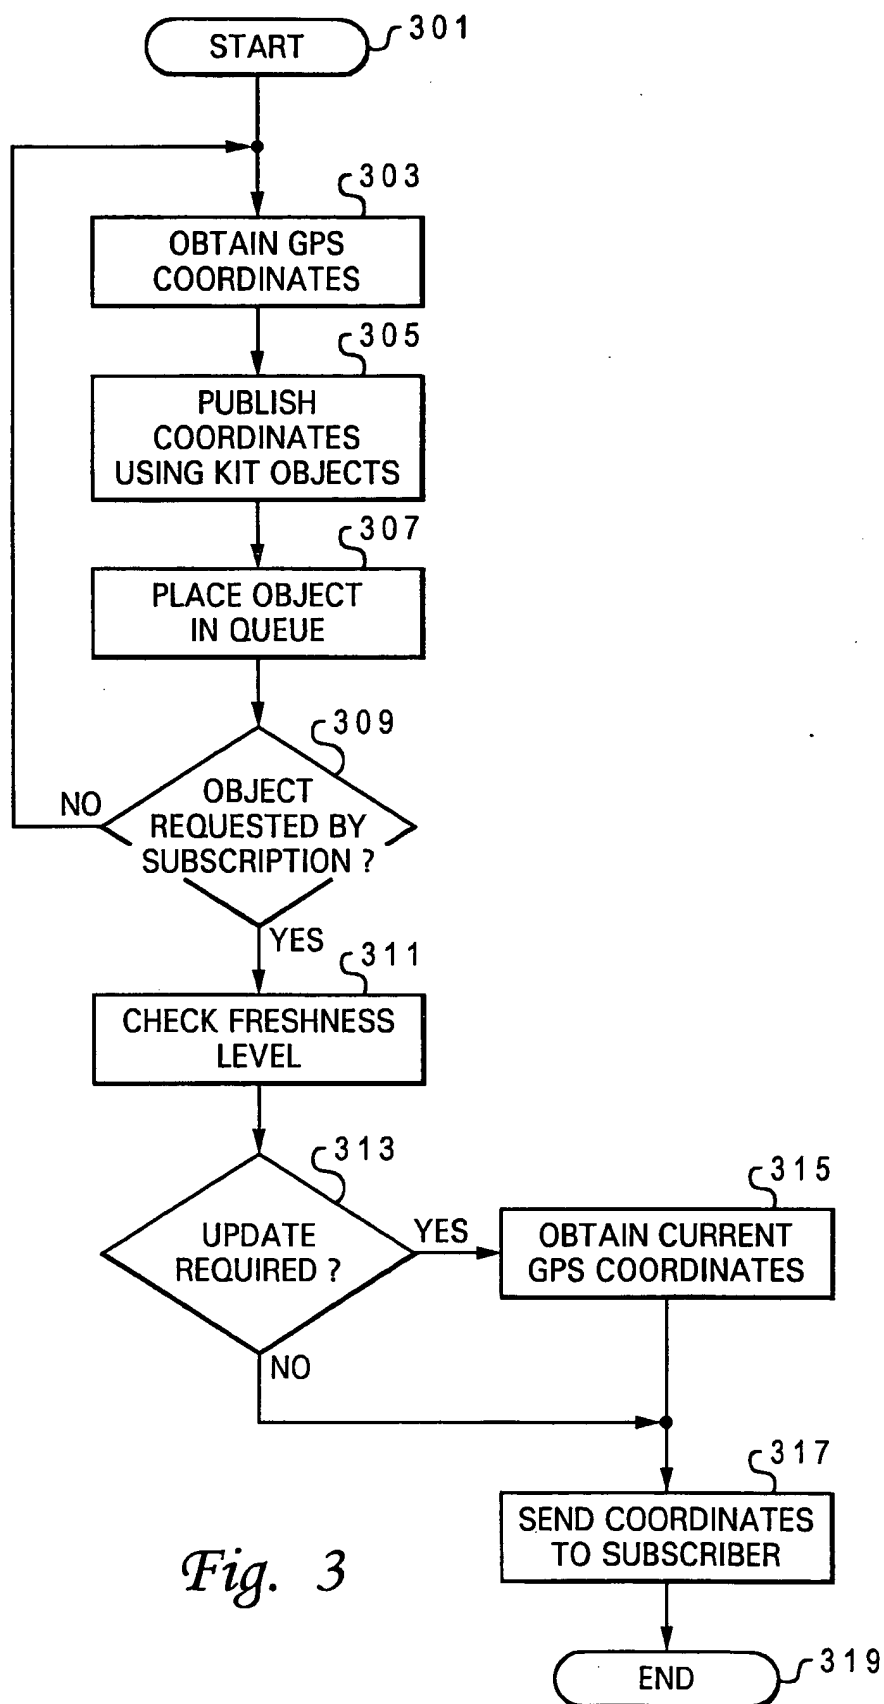 START
301
303
OBTAIN GPS
COORDINATES
305
PUBLISH
COORDINATES
USING KIT OBJECTS
307
PLACE OBJECT
IN QUEUE
309
OBJECT
REQUESTED BY
SUBSCRIPTION ?
NO
YES
311
CHECK FRESHNESS
LEVEL
313
UPDATE
REQUIRED ?
YES
315
OBTAIN CURRENT
GPS COORDINATES
NO
317
SEND COORDINATES
TO SUBSCRIBER
Fig. 3
END
319